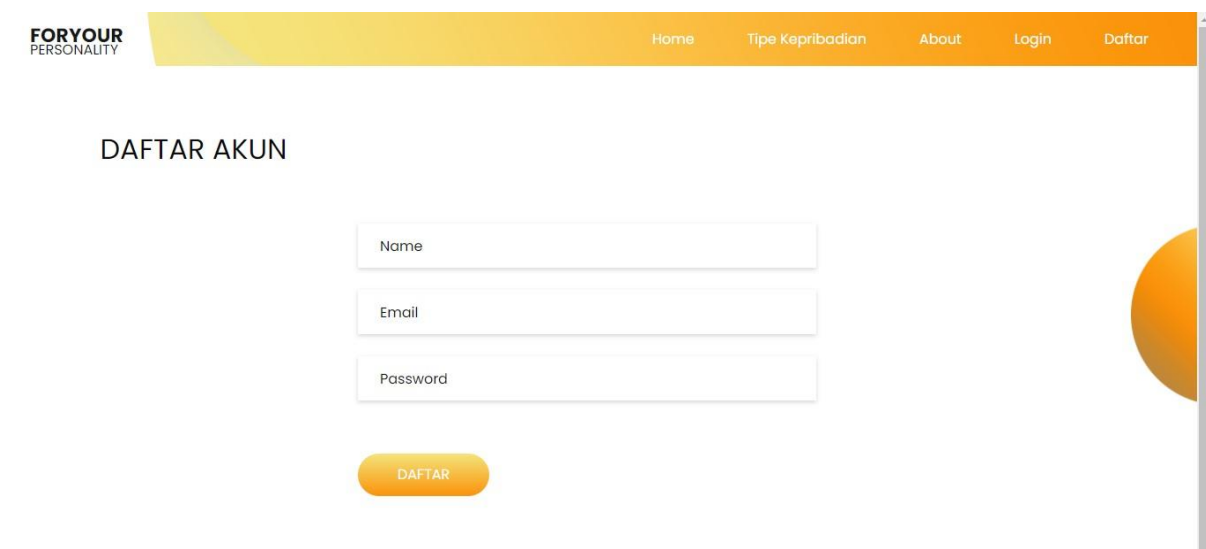 FORYOUR
PERSONALITY
Home Tipe Kepribadian About Login Daftar
DAFTAR AKUN
Name
Email
Password
DAFTAR